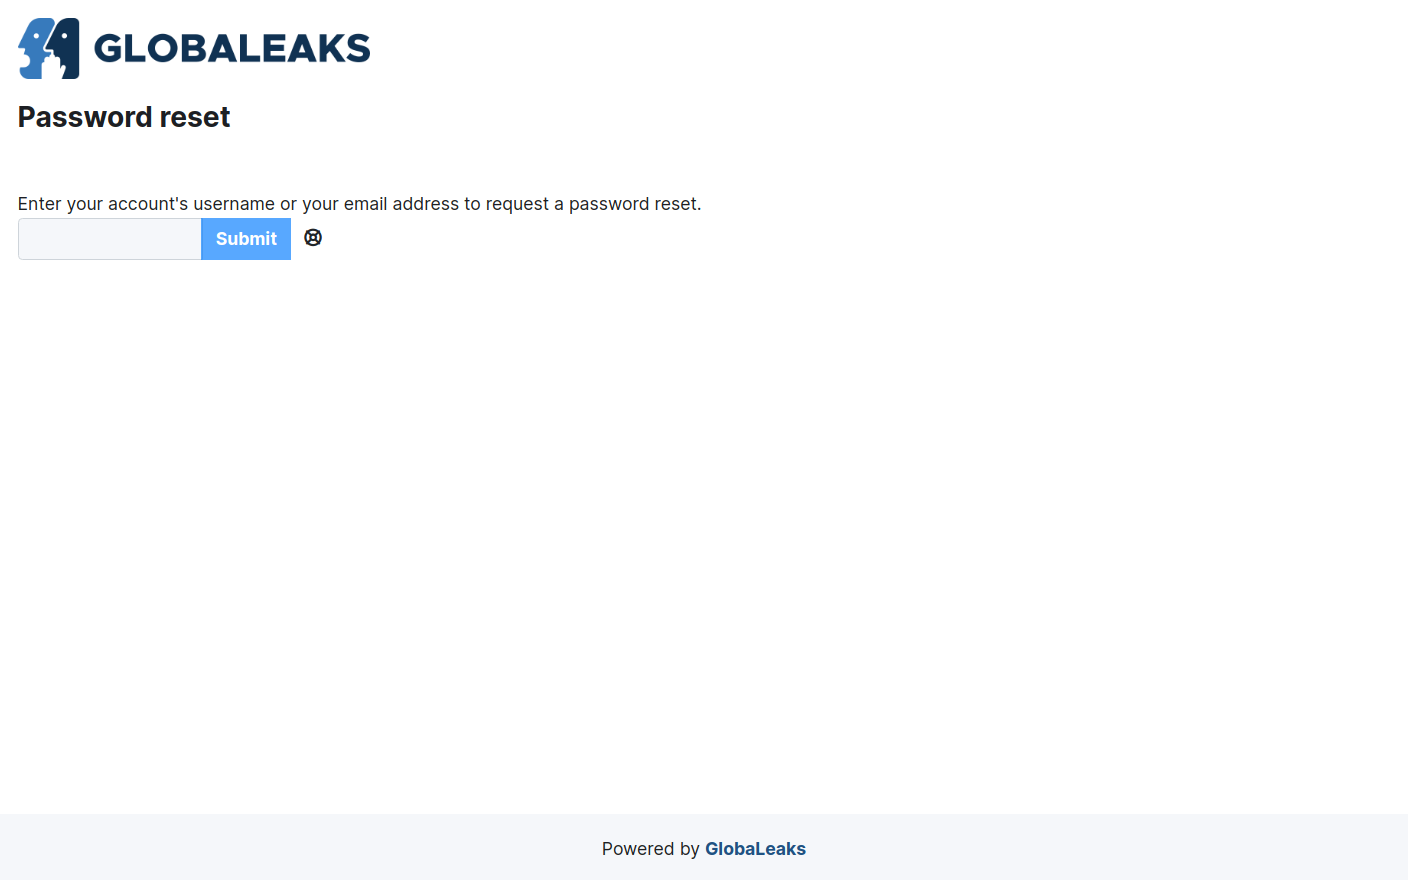 GLOBALEAKS
Password reset
Enter your account's username or your email address to request a password reset.
Submit
Powered by GlobaLeaks